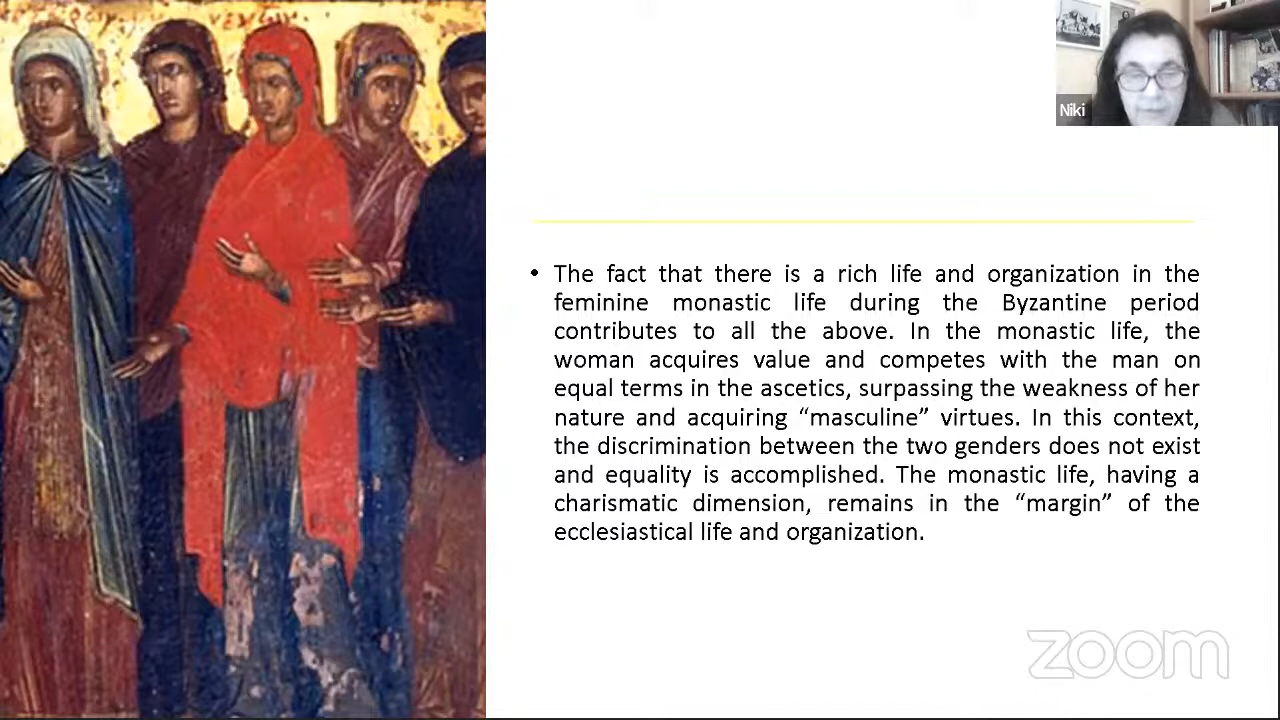 Niki
• The fact that there is a rich life and organization in the
feminine monastic life during the Byzantine period
contributes to all the above. In the monastic life, the
woman acquires value and competes with the man on
equal terms in the ascetics, surpassing the weakness of her
nature and acquiring “masculine” virtues. In this context,
the discrimination between the two genders does not exist
and equality is accomplished. The monastic life, having a
charismatic dimension, remains in the “margin” of the
ecclesiastical life and organization.
zoom